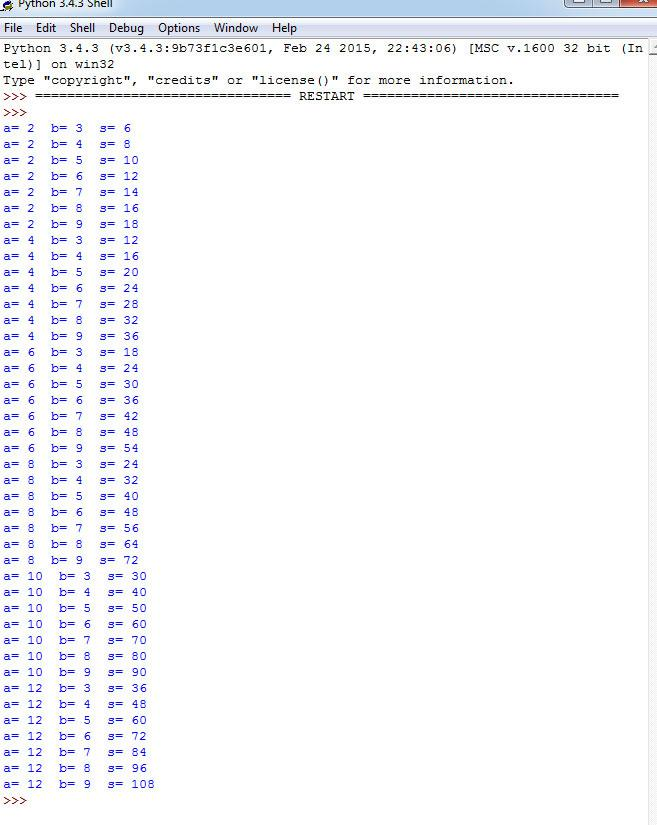 Python 3.4.3 Shell
File Edit Shell Debug Options Window Help
Python 3.4.3 (v3.4.3:9b73f1c3e601, Feb 24 2015, 22:43:06) [MSC v.1600 32 bit (In
tel)] on win32
Type "copyright", "credits" or "license()" for more information.
>>> ================================ RESTART ================================
>>>
a= 2  b= 3  s= 6
a= 2  b= 4  s= 8
a= 2  b= 5  s= 10
a= 2  b= 6  s= 12
a= 2  b= 7  s= 14
a= 2  b= 8  s= 16
a= 2  b= 9  s= 18
a= 4  b= 3  s= 12
a= 4  b= 4  s= 16
a= 4  b= 5  s= 20
a= 4  b= 6  s= 24
a= 4  b= 7  s= 28
a= 4  b= 8  s= 32
a= 4  b= 9  s= 36
a= 6  b= 3  s= 18
a= 6  b= 4  s= 24
a= 6  b= 5  s= 30
a= 6  b= 6  s= 36
a= 6  b= 7  s= 42
a= 6  b= 8  s= 48
a= 6  b= 9  s= 54
a= 8  b= 3  s= 24
a= 8  b= 4  s= 32
a= 8  b= 5  s= 40
a= 8  b= 6  s= 48
a= 8  b= 7  s= 56
a= 8  b= 8  s= 64
a= 8  b= 9  s= 72
a= 10  b= 3  s= 30
a= 10  b= 4  s= 40
a= 10  b= 5  s= 50
a= 10  b= 6  s= 60
a= 10  b= 7  s= 70
a= 10  b= 8  s= 80
a= 10  b= 9  s= 90
a= 12  b= 3  s= 36
a= 12  b= 4  s= 48
a= 12  b= 5  s= 60
a= 12  b= 6  s= 72
a= 12  b= 7  s= 84
a= 12  b= 8  s= 96
a= 12  b= 9  s= 108
>>>